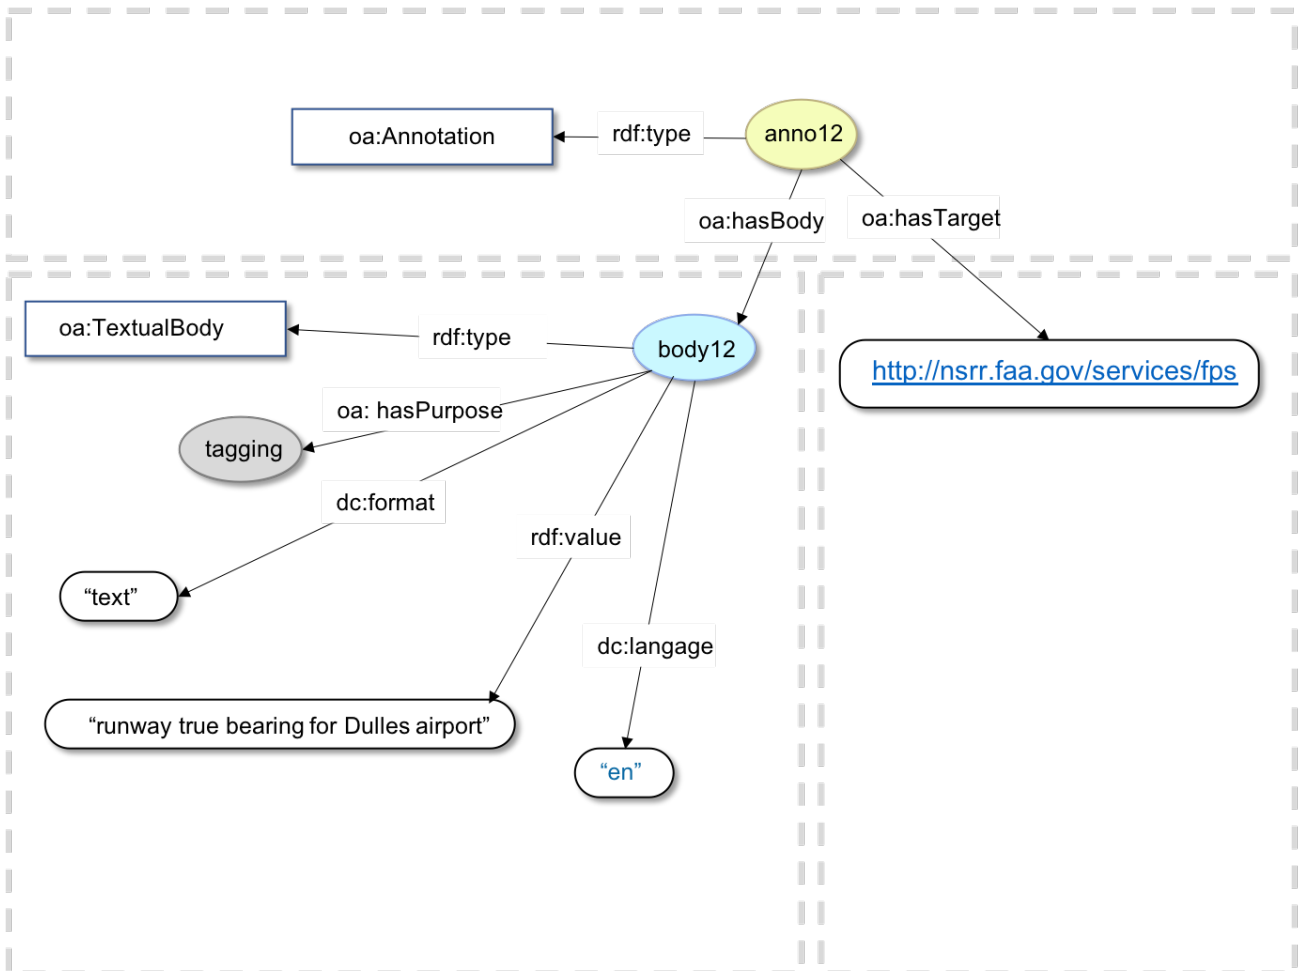 oa:Annotation
rdf:type
anno12
oa:hasBody
oa:hasTarget
oa:TextualBody
rdf:type
body12
http://nsrr.faa.gov/services/fps
oa: hasPurpose
tagging
dc:format
rdf:value
“text”
dc:langage
“runway true bearing for Dulles airport”
“en”